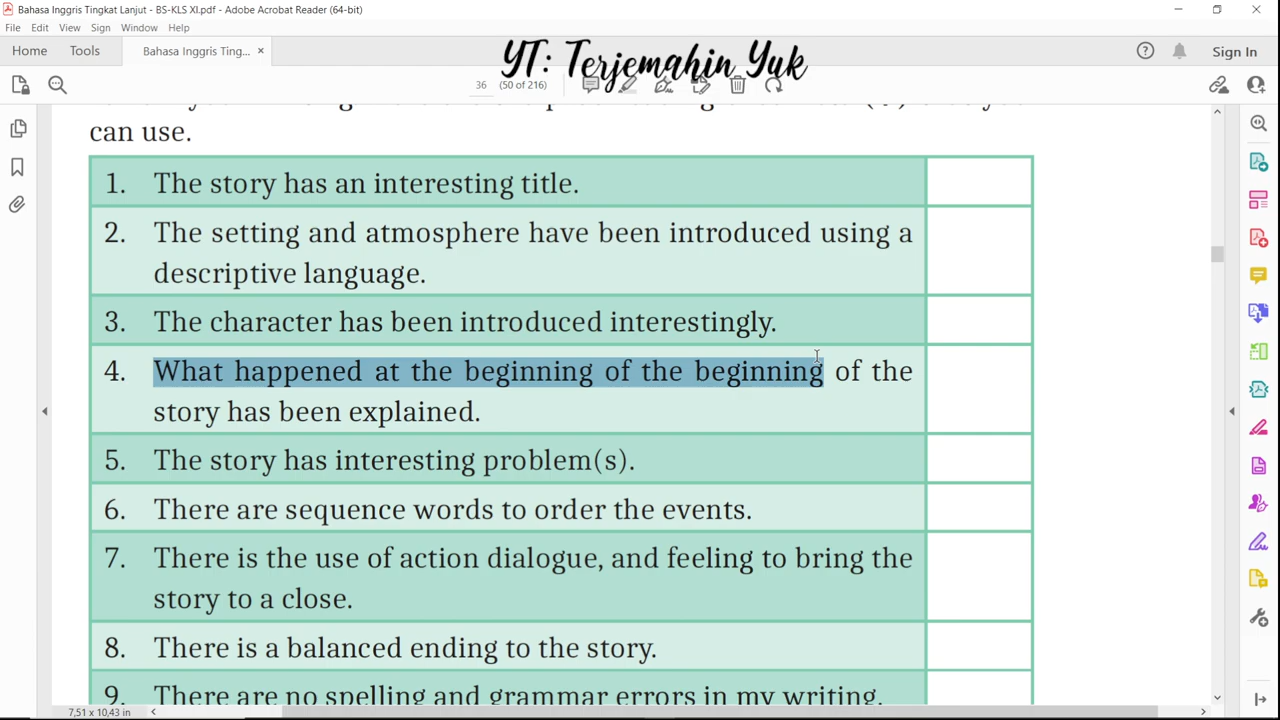 Bahasa Inggris Tingkat Lanjut - BS-KLS XI.pdf - Adobe Acrobat Reader (64-bit)
File Edit View Sign Window Help
Home Tools Bahasa Inggris Ting... × Sign In
YT: Terjemahin Yuk
36 (50 of 216)
can use.
1. The story has an interesting title.
2. The setting and atmosphere have been introduced using a
descriptive language.
3. The character has been introduced interestingly.
4. What happened at the beginning of the beginning of the
story has been explained.
5. The story has interesting problem(s).
6. There are sequence words to order the events.
7. There is the use of action dialogue, and feeling to bring the
story to a close.
8. There is a balanced ending to the story.
9. There are no spelling and grammar errors in my writing.
7,51 x 10,43 in